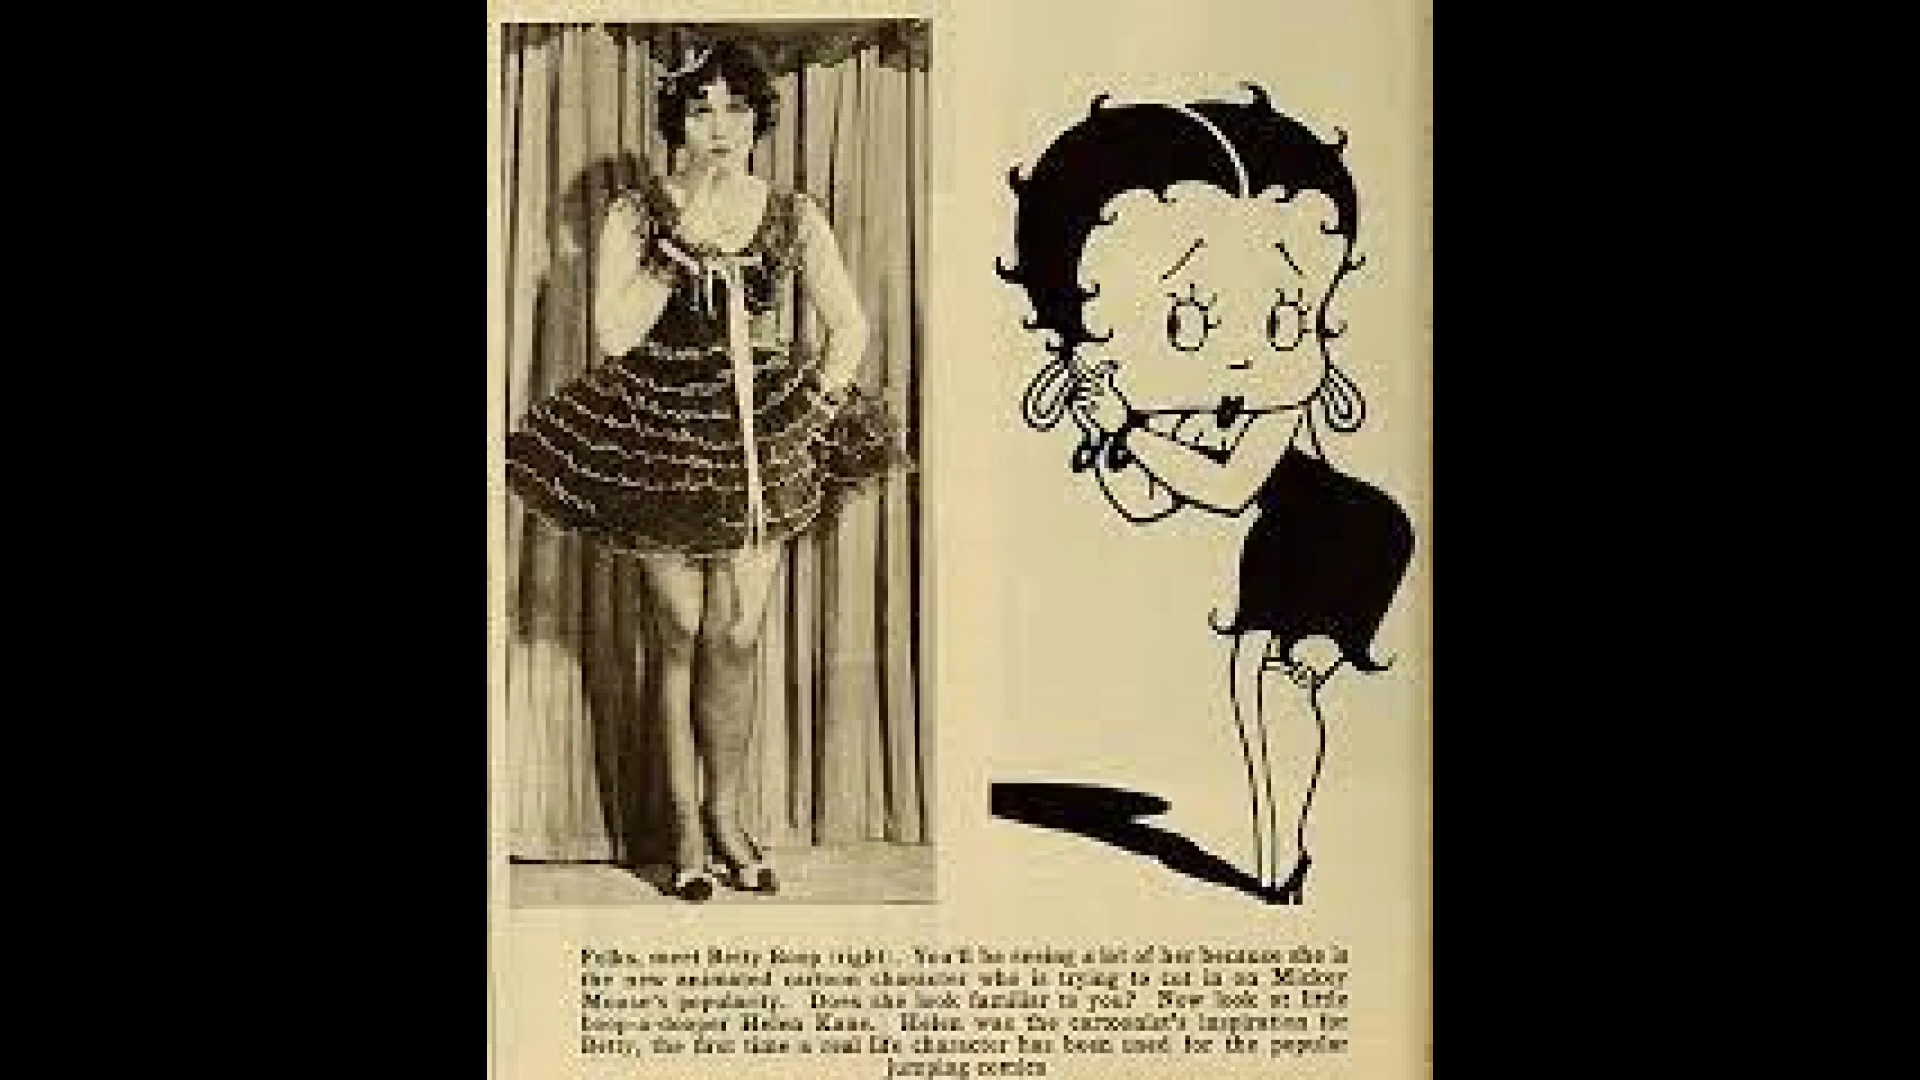 Folks, meet Betty Boop (right). You'll be seeing a lot of her because she is
the new animated cartoon character who is trying to cut in on Mickey
Mouse's popularity. Does she look familiar to you? Now look at little
boop-a-dooper Helen Kane. Helen was the cartoonist's inspiration for
Betty, the first time a real life character has been used for the popular
jumping comics